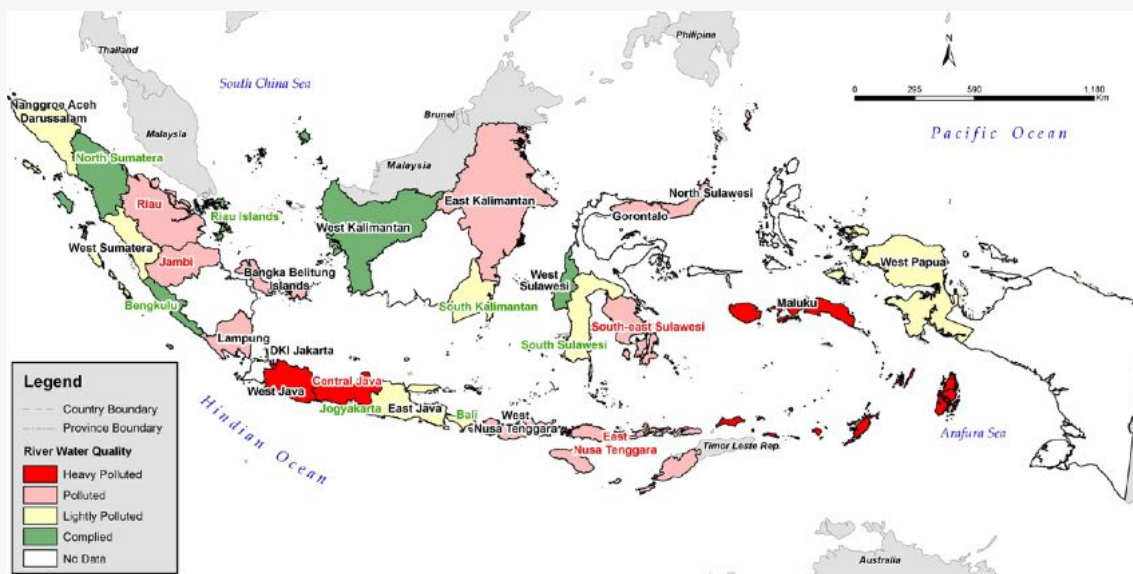 Philipine
N
Thailand
South China Sea
0 295 590 1,180
Km
Nanggroe Aceh
Darussalam
Brunei
Malaysia
Pacific Ocean
North Sumatera
Malaysia
Riau
East Kalimantan
North Sulawesi
Riau Islands
Gorontalo
West Kalimantan
West Sumatera
Jambi
West Papua
Bangka Belitung
Islands
West
Sulawesi
Bengkulu
South Kalimantan
Maluku
South-east Sulawesi
Lampung
South Sulawesi
DKI Jakarta
Central Java
West Java
Jogyakarta
East Java
Bali
West
Nusa Tenggara
East
Nusa Tenggara
Timor Leste Rep.
Arafura Sea
Hindian Ocean
Australia
Legend
Country Boundary
Province Boundary
River Water Quality
Heavy Polluted
Polluted
Lightly Polluted
Complied
No Data